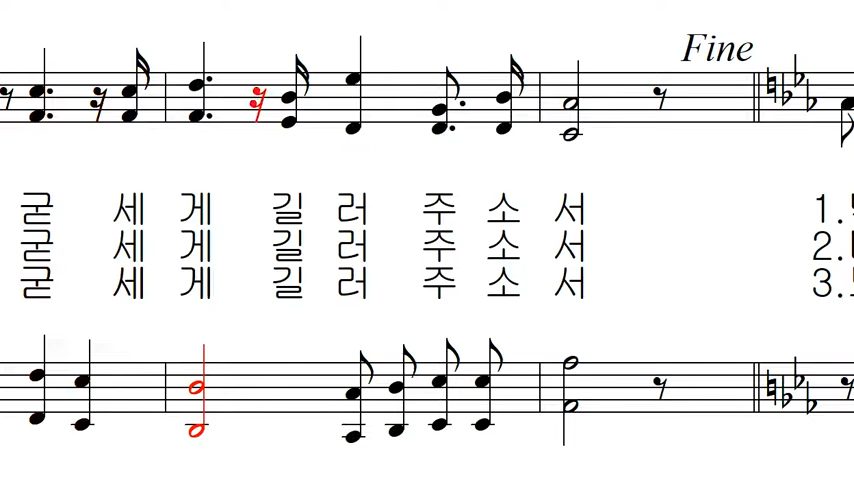 Fine
굳 세 게 길 러 주 소 서 1.
굳 세 게 길 러 주 소 서 2.
굳 세 게 길 러 주 소 서 3.